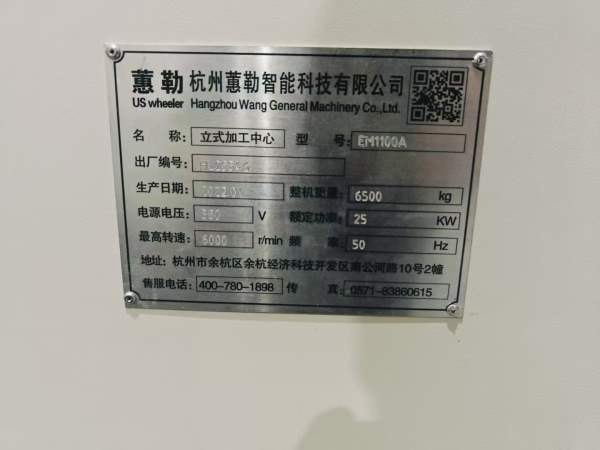 蕙勒 杭州蕙勒智能科技有限公司
US wheeler Hangzhou Wang General Machinery Co.,Ltd.
名 称: 立式加工中心 型 号: EM1100A
出厂编号:
生产日期: 整机重量: 6500 kg
电源电压: 380 V 额定功率: 25 KW
最高转速: 6000 r/min 频 率: 50 Hz
地址: 杭州市余杭区余杭经济科技开发区南公河路10号2幢
售服电话: 400-780-1898 传 真: 0571-83860615